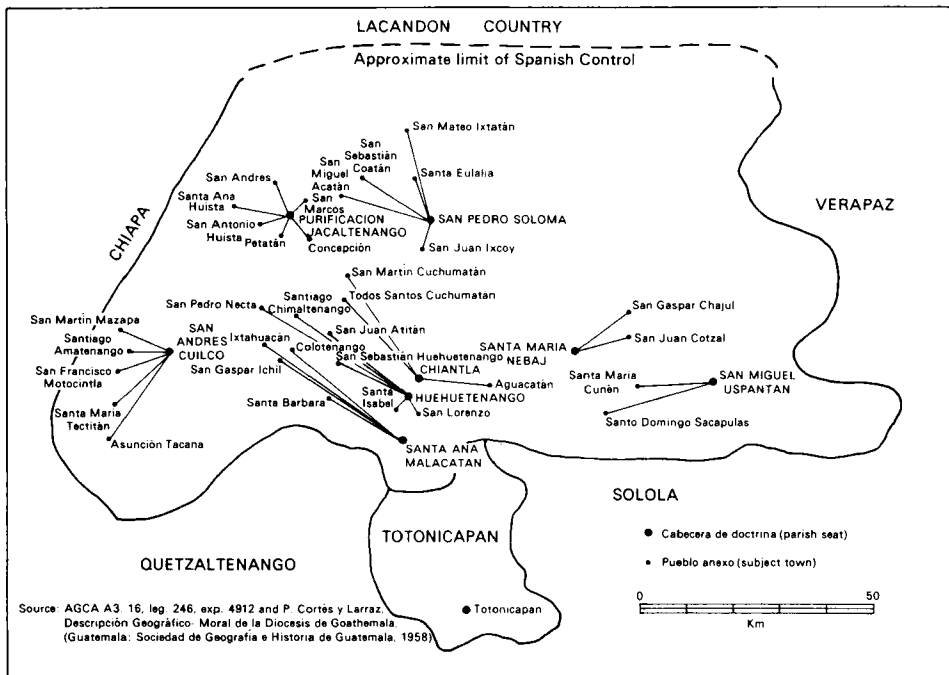 LACANDON COUNTRY
Approximate limit of Spanish Control
CHIAPA
VERAPAZ
San Mateo Ixtatán
San
Sebastián
Coatán
San
Miguel
Acatán
Santa Eulalia
San Andres
Santa Ana
Huista
San
Marcos
PURIFICACION
JACALTENANGO
San Antonio
Huista
Petatán
Concepción
SAN PEDRO SOLOMA
San Juan Ixcoy
San Martin Cuchumatán
Todos Santos Cuchumatan
San Pedro Necta
Santiago
Chimaltenango
San Juan Atitán
San Martin Mazapa
SAN
ANDRES
CUILCO
Santiago
Amatenango
San Francisco
Motocintla
Santa Maria
Tectitán
Asunción Tacana
Ixtahuacán
Colotenango
San Gaspar Ichil
San Sebastián Huehuetenango
CHIANTLA
Aguacatán
Santa
Isabel
HUEHUETENANGO
San Lorenzo
Santa Barbara
SANTA ANA
MALACATAN
San Gaspar Chajul
SANTA MARIA
NEBAJ
San Juan Cotzal
Santa Maria
Cunén
SAN MIGUEL
USPANTAN
Santo Domingo Sacapulas
SOLOLA
TOTONICAPAN
QUETZALTENANGO
Totonicapan
Cabecera de doctrina (parish seat)
Pueblo anexo (subject town)
0 50
Km
Source: AGCA A3. 16, leg. 246, exp. 4912 and P. Cortés y Larraz,
Descripción Geográfico- Moral de la Diocesis de Goathemala,
(Guatemala: Sociedad de Geografia e Historia de Guatemala, 1958)